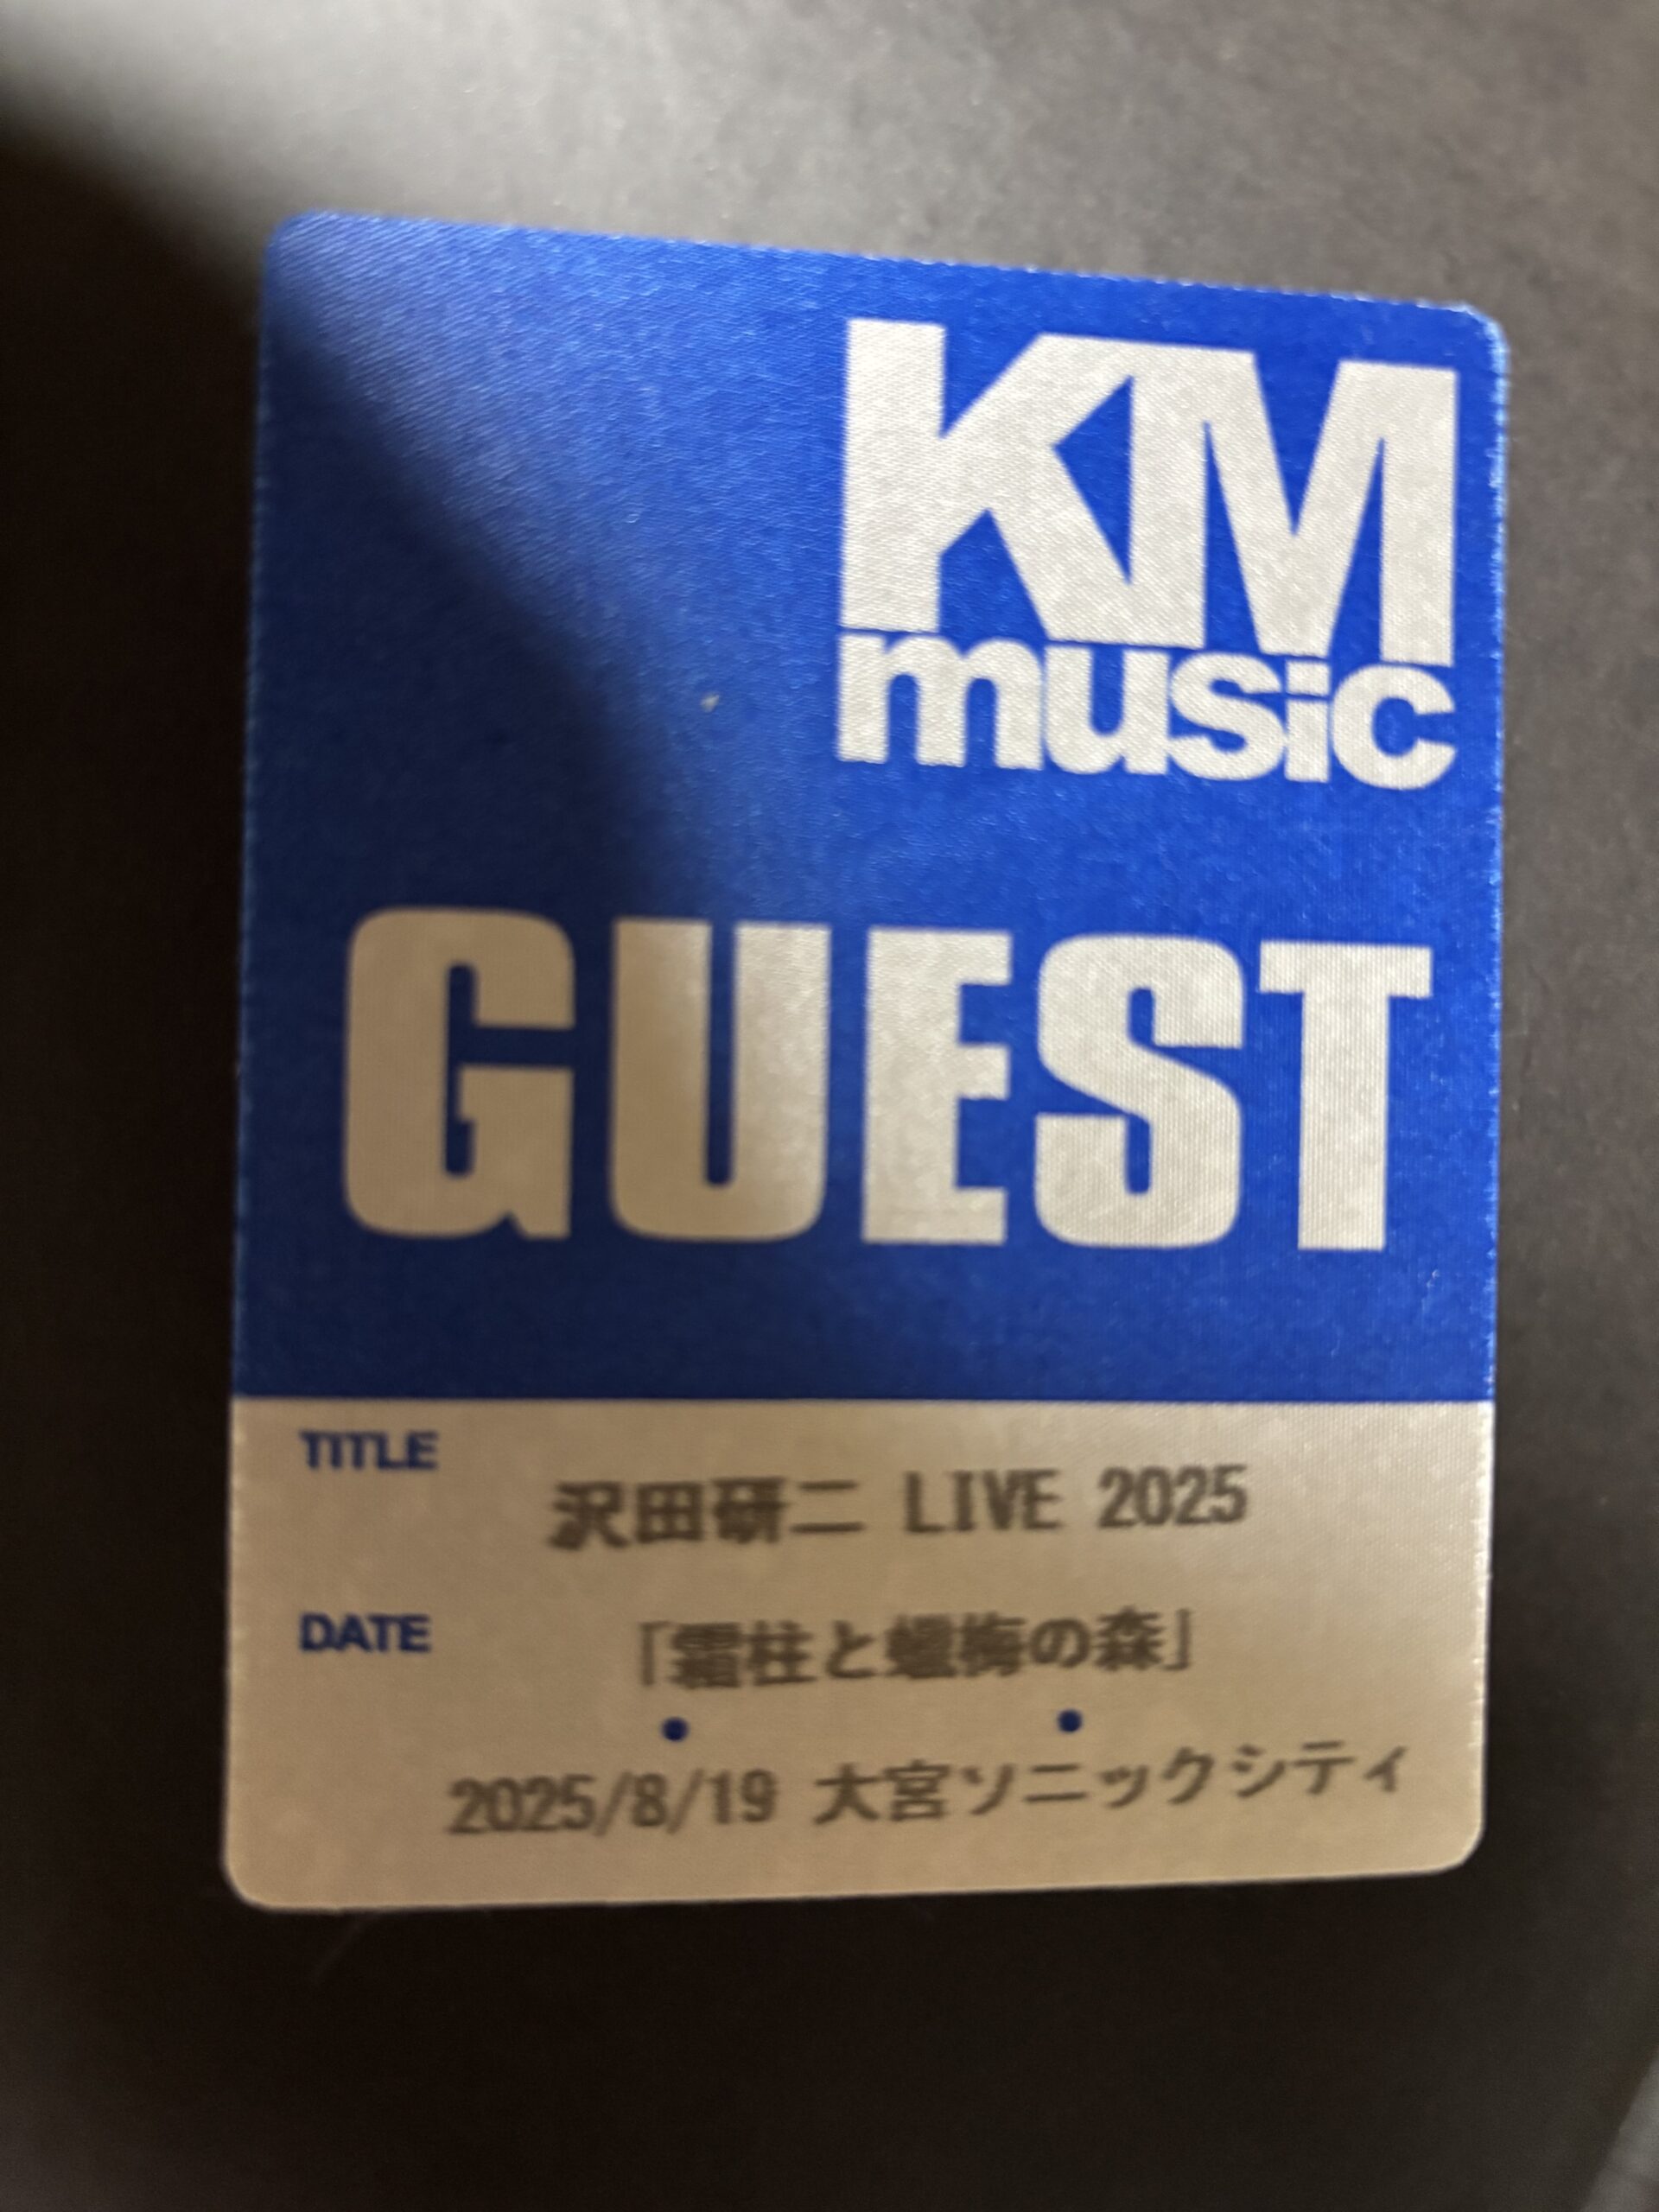 KM
music
GUEST
TITLE
沢田研二 LIVE 2025
DATE
「霜柱と蠟梅の森」
2025/8/19 大宮ソニックシティ